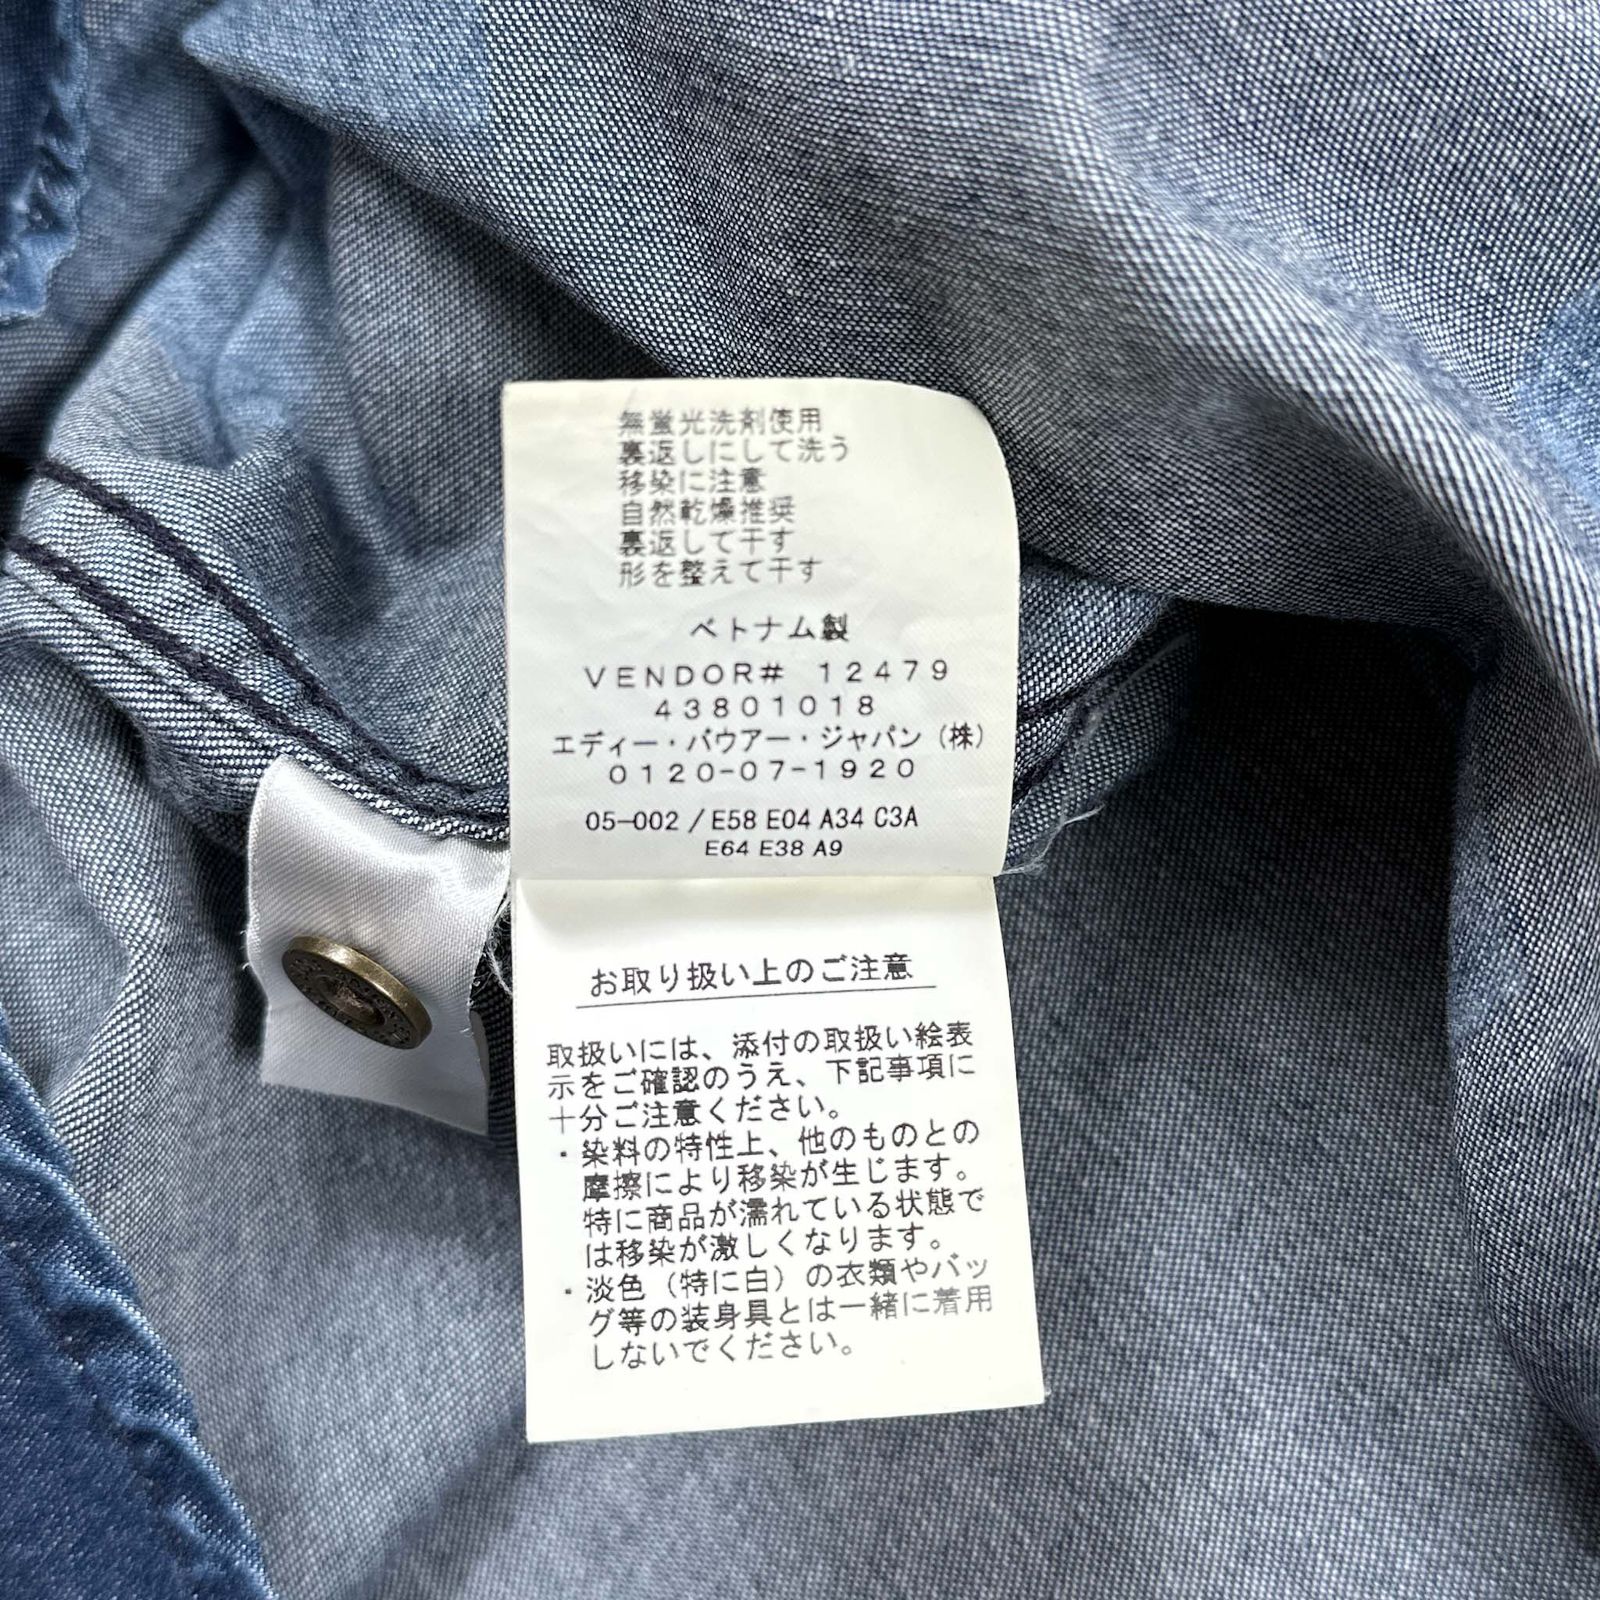 無蛍光洗剤使用
裏返しにして洗う
移染に注意
自然乾燥推奨
裏返して干す
形を整えて干す
ベトナム製
VENDOR# 12479
43801018
エディー・バウアー・ジャパン(株)
0120-07-1920
05-002 / E58 E04 A34 C3A
E64 E38 A9
お取り扱い上のご注意
取扱いには、添付の取扱い絵表
示をご確認のうえ、下記事項に
十分ご注意ください。
・染料の特性上、他のものとの
摩擦により移染が生じます。
特に商品が濡れている状態で
は移染が激しくなります。
・淡色(特に白)の衣類やバッ
グ等の装身具とは一緒に着用
しないでください。